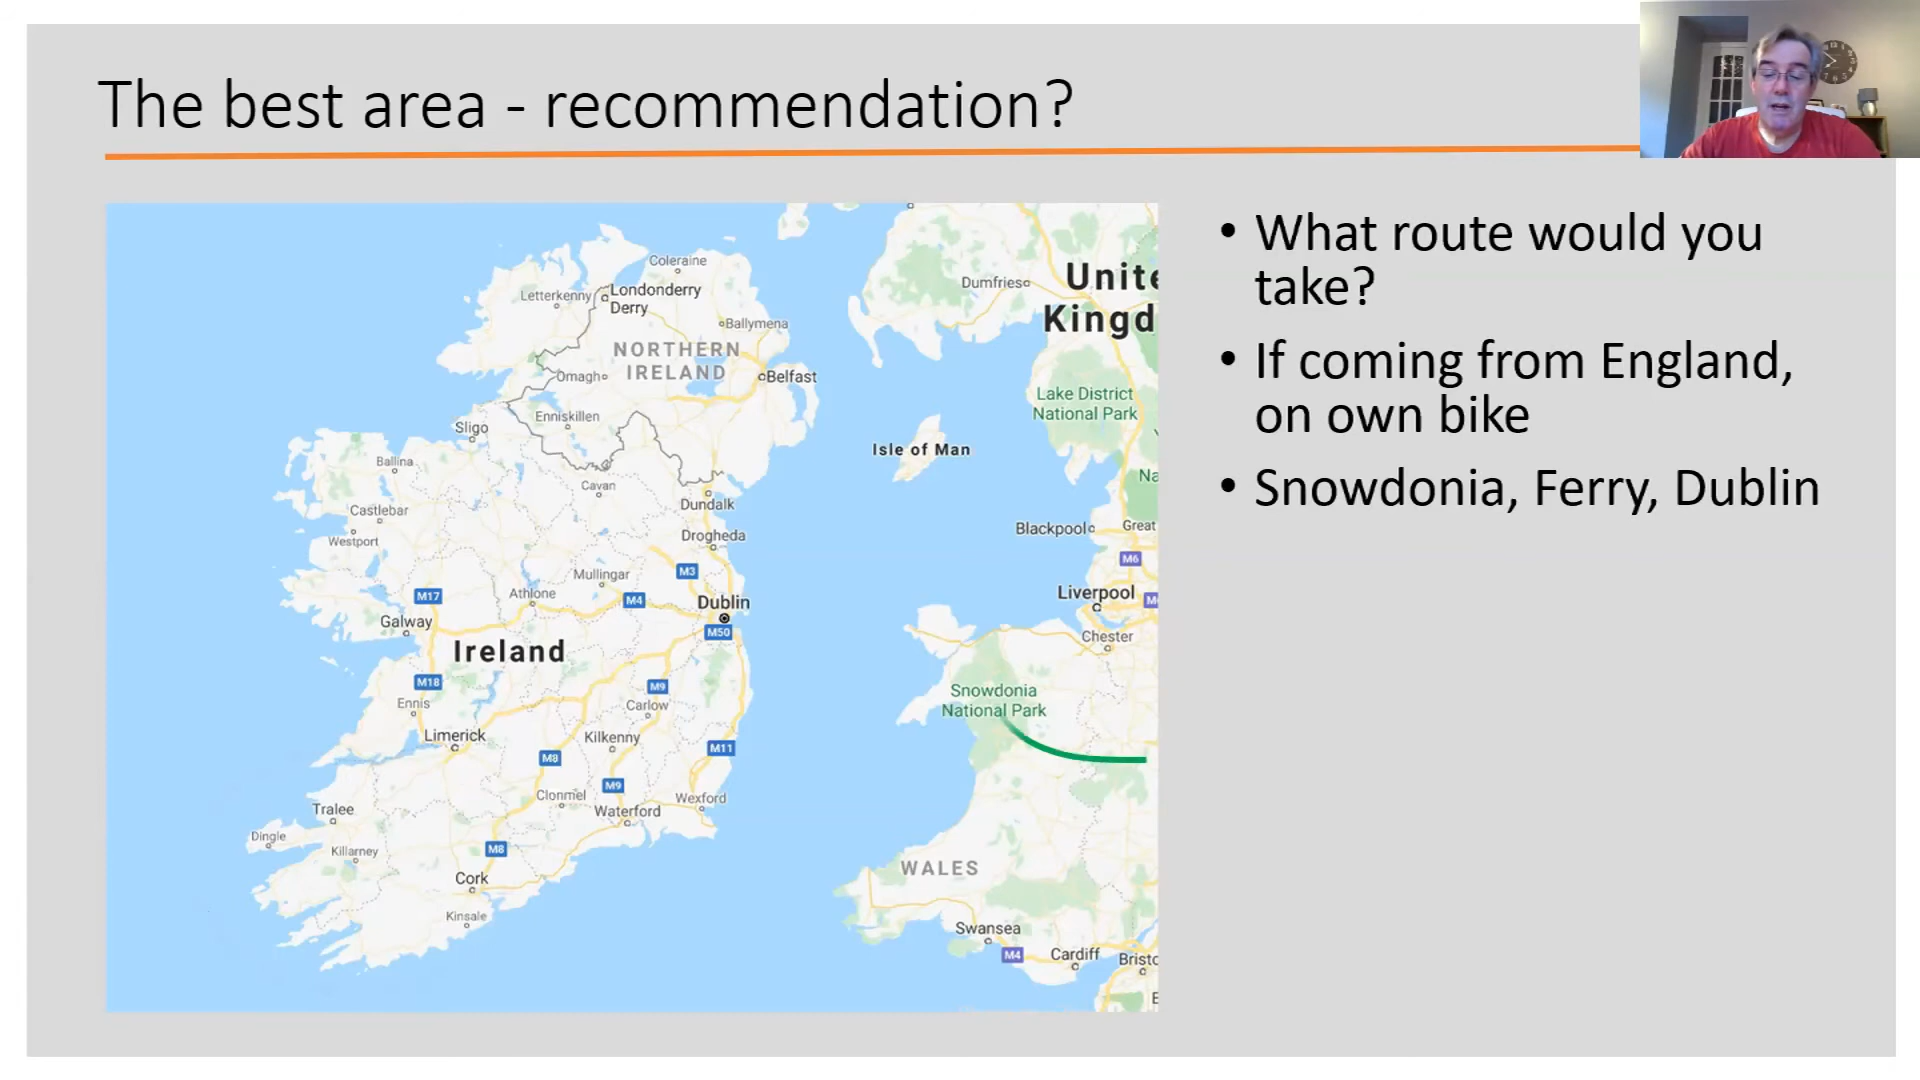 The best area - recommendation?
• What route would you
take?
• If coming from England,
on own bike
• Snowdonia, Ferry, Dublin
Coleraine
Letterkenny
Londonderry
Derry
Ballymena
NORTHERN
IRELAND
Omagh
Belfast
Enniskillen
Sligo
Ballina
Cavan
Castlebar
Dundalk
Westport
Drogheda
Mullingar
M3
Athlone
M17
M4
Dublin
Galway
M50
Ireland
M18
M9
Ennis
Carlow
Limerick
Kilkenny
M11
M8
M9
Clonmel
Wexford
Waterford
Tralee
Dingle
Killarney
M8
Cork
Kinsale
Dumfries
Unite
Kingd
Lake District
National Park
Isle of Man
Na
Blackpool
Great
M6
Liverpool
Chester
Snowdonia
National Park
WALES
Swansea
M4
Cardiff
Bristo
E